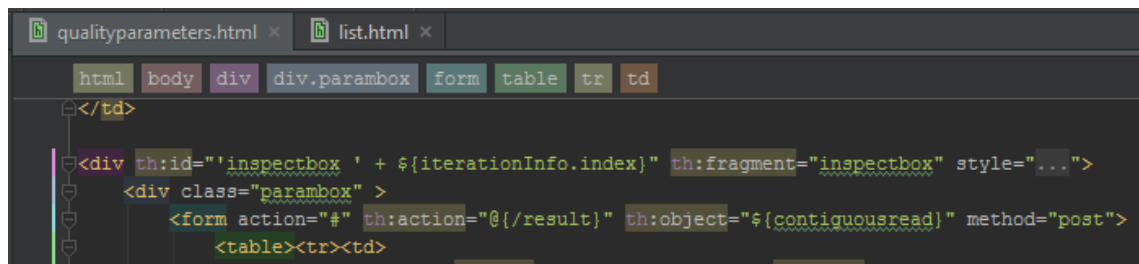 qualityparameters.html × list.html ×
html body div div.parambox form table tr td
</td>
<div th:id="'inspectbox ' + ${iterationInfo.index}" th:fragment="inspectbox" style="...">
<div class="parambox" >
<form action="#" th:action="@{/result}" th:object="${contiguousread}" method="post">
<table><tr><td>